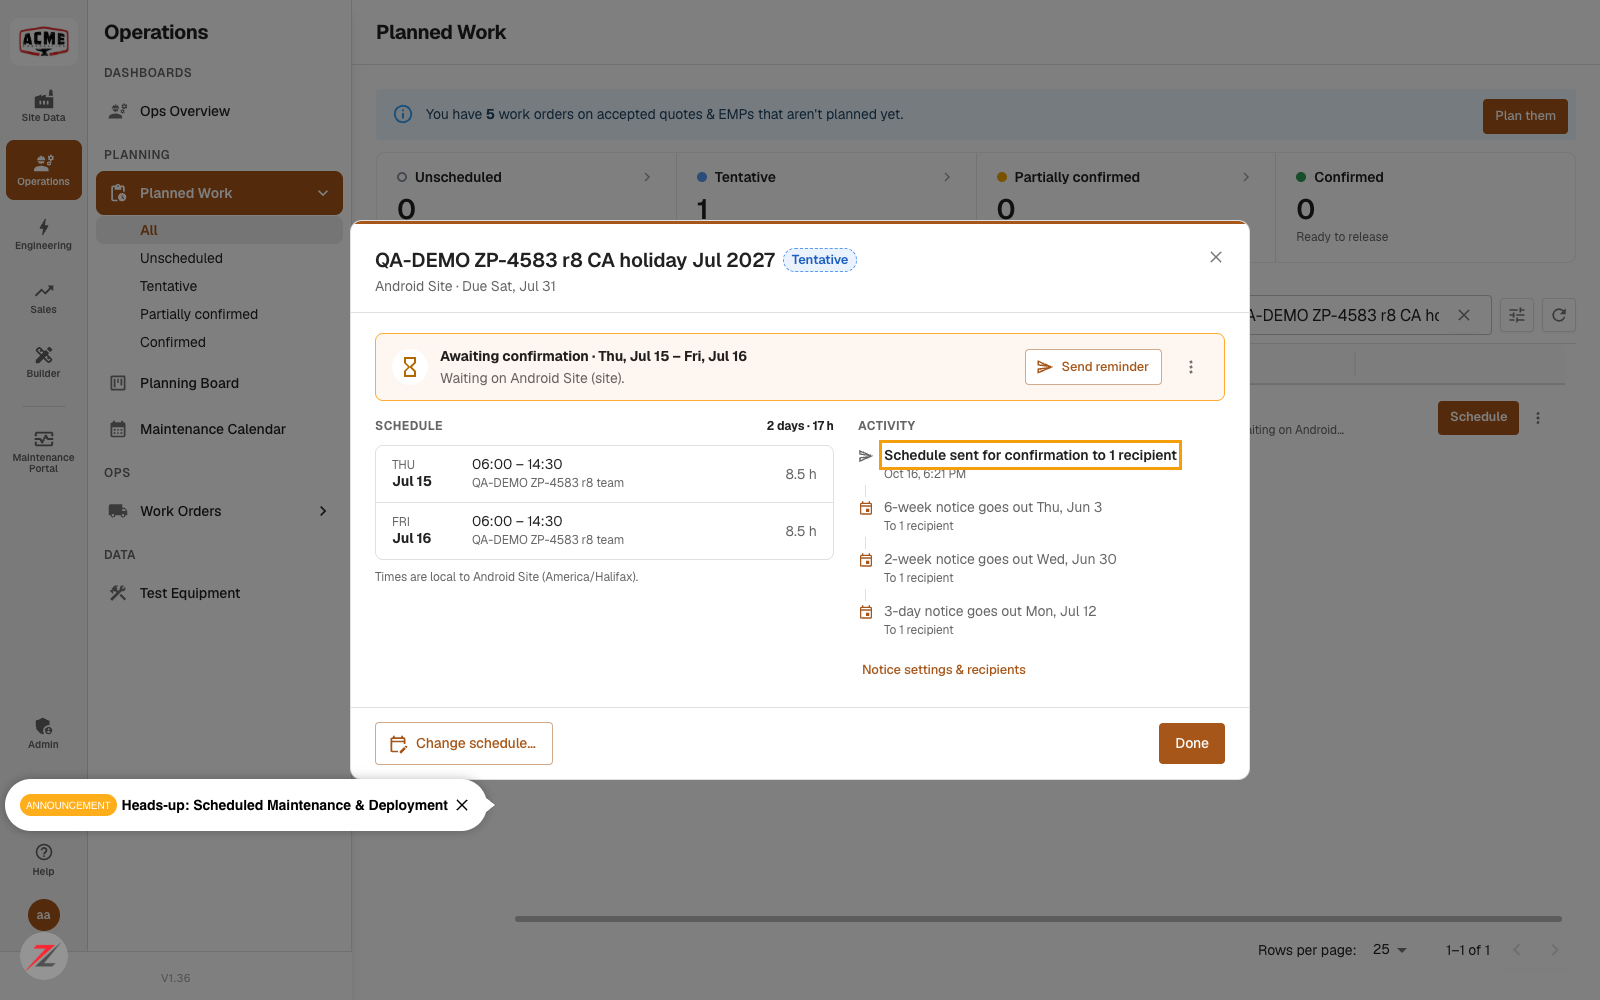 ACME
Site Data
Operations
Engineering
Sales
Builder
Maintenance
Portal
Admin
Help
aa
Operations
DASHBOARDS
Ops Overview
PLANNING
Planned Work
All
Unscheduled
Tentative
Partially confirmed
Confirmed
Planning Board
Maintenance Calendar
OPS
Work Orders
DATA
Test Equipment
V1.36
ANNOUNCEMENT Heads-up: Scheduled Maintenance & Deployment
Planned Work
You have 5 work orders on accepted quotes & EMPs that aren't planned yet.
Plan them
Unscheduled
0
Tentative
1
Partially confirmed
0
Confirmed
0
Ready to release
A-DEMO ZP-4583 r8 CA ho
Schedule
iting on Android...
QA-DEMO ZP-4583 r8 CA holiday Jul 2027 Tentative
Android Site · Due Sat, Jul 31
Awaiting confirmation · Thu, Jul 15 – Fri, Jul 16
Waiting on Android Site (site).
Send reminder
SCHEDULE 2 days · 17 h
THU
Jul 15
06:00 – 14:30
QA-DEMO ZP-4583 r8 team
8.5 h
FRI
Jul 16
06:00 – 14:30
QA-DEMO ZP-4583 r8 team
8.5 h
Times are local to Android Site (America/Halifax).
ACTIVITY
Schedule sent for confirmation to 1 recipient
Oct 16, 6:21 PM
6-week notice goes out Thu, Jun 3
To 1 recipient
2-week notice goes out Wed, Jun 30
To 1 recipient
3-day notice goes out Mon, Jul 12
To 1 recipient
Notice settings & recipients
Change schedule...
Done
Rows per page: 25 1–1 of 1